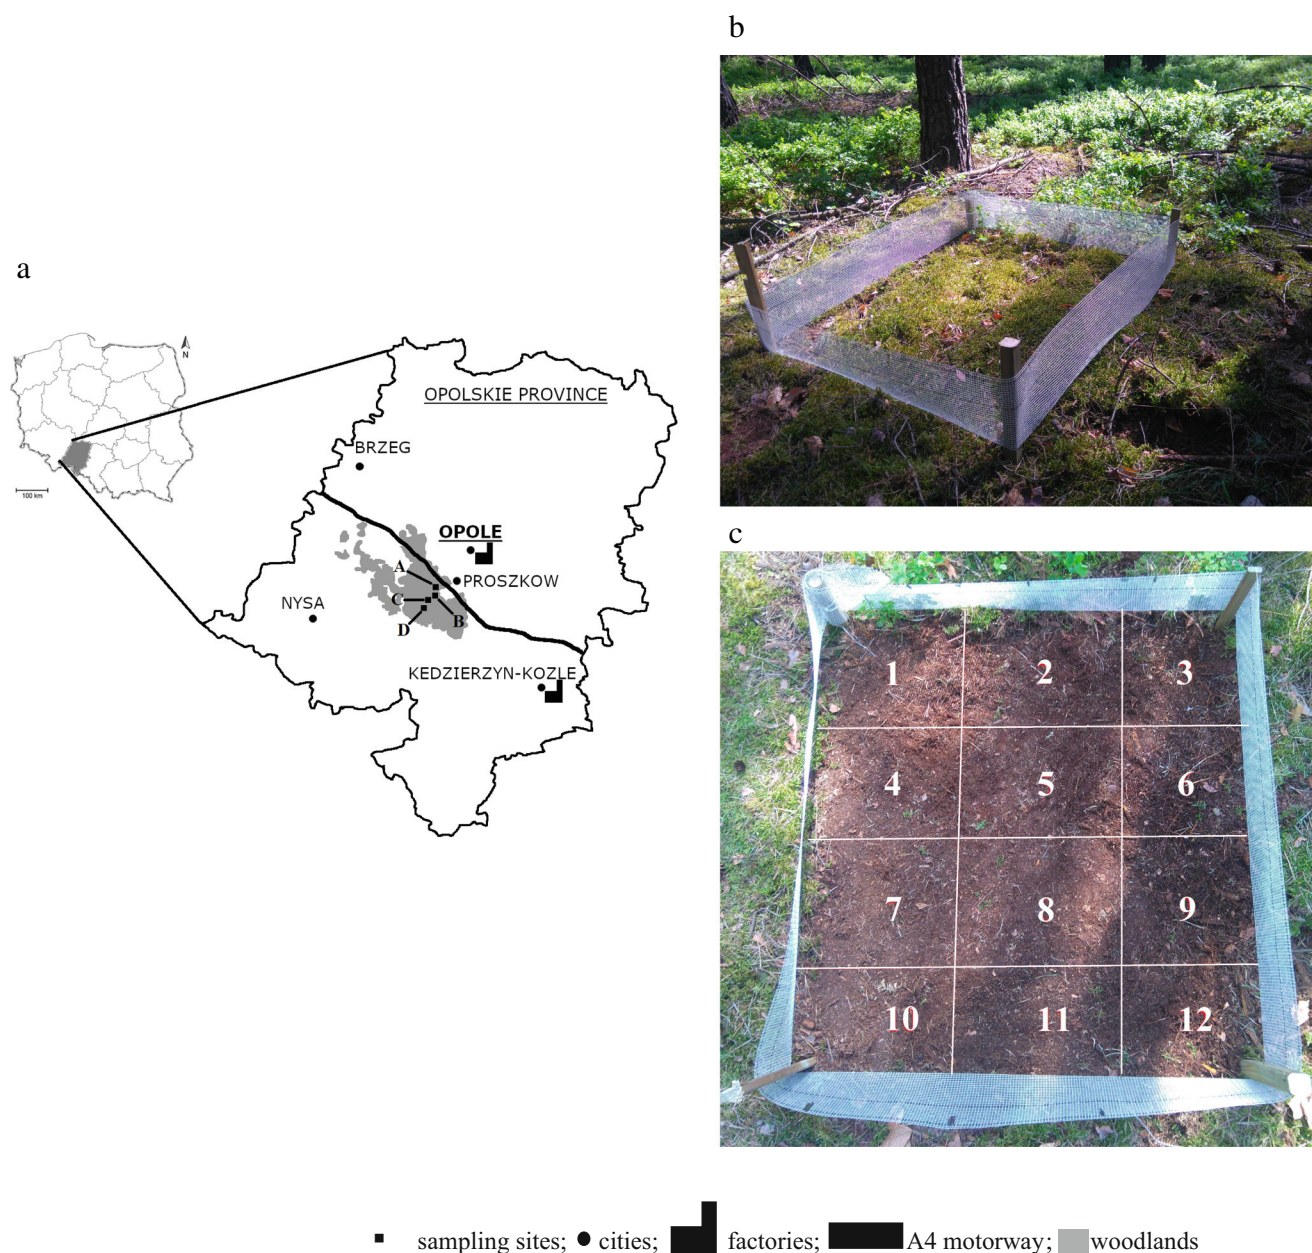 a
N
100 km
OPOLSKIE PROVINCE
BRZEG
OPOLE
A
PROSZKOW
NYSA
C
B
D
KEDZIERZYN-KOZLE
b
c
1 2 3
4 5 6
7 8 9
10 11 12
sampling sites; cities; factories; A4 motorway; woodlands